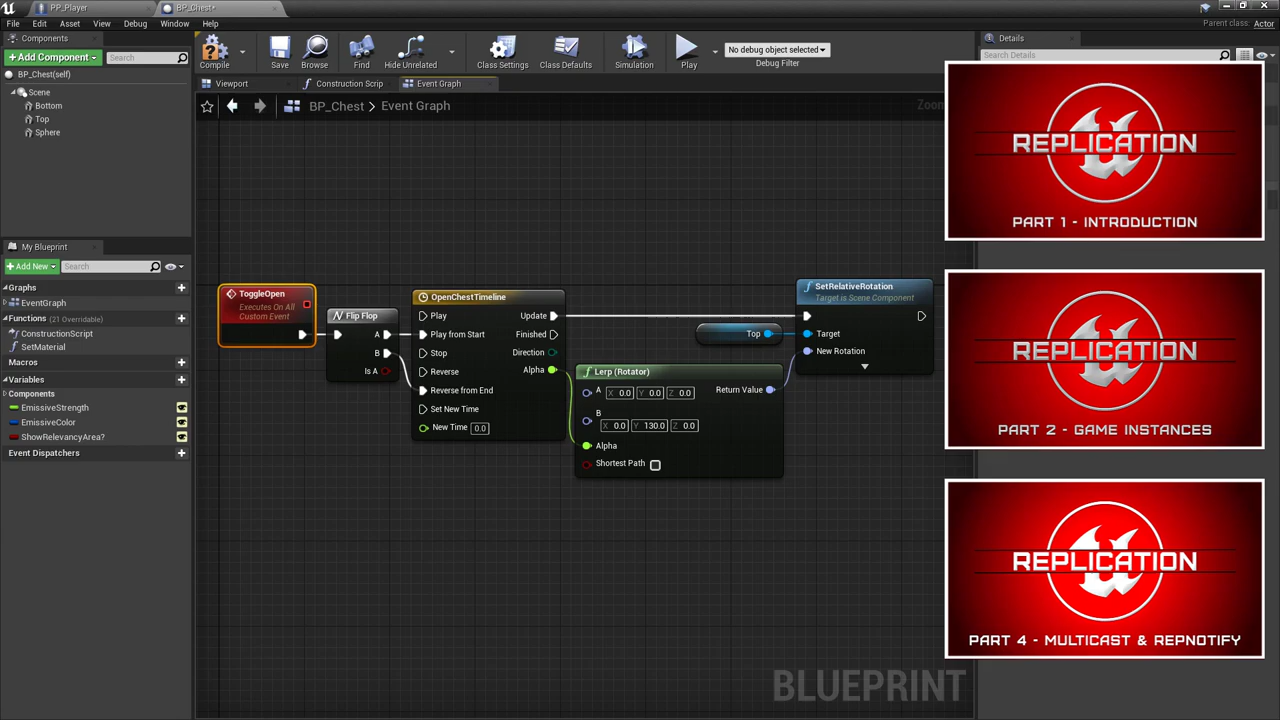 PP_Player
BP_Chest*
File Edit Asset View Debug Window Help
Parent class: Actor
Components
+Add Component
Search
BP_Chest(self)
Scene
Bottom
Top
Sphere
My Blueprint
+Add New
Search
Graphs
EventGraph
Functions (21 Overridable)
ConstructionScript
SetMaterial
Macros
Variables
Components
EmissiveStrength
EmissiveColor
ShowRelevancyArea?
Event Dispatchers
Compile
Save
Browse
Find
Hide Unrelated
Class Settings
Class Defaults
Simulation
Play
No debug object selected
Debug Filter
Viewport
Construction Scrip
Event Graph
BP_Chest > Event Graph
Zoo
ToggleOpen
Executes On All
Custom Event
Flip Flop
A
B
Is A
OpenChestTimeline
Play
Update
Play from Start
Finished
Stop
Direction
Reverse
Alpha
Reverse from End
Set New Time
New Time 0.0
Lerp (Rotator)
A
X 0.0 Y 0.0 Z 0.0
Return Value
B
X 0.0 Y 130.0 Z 0.0
Alpha
Shortest Path
Top
SetRelativeRotation
Target is Scene Component
Target
New Rotation
BLUEPRINT
Details
Search Details
REPLICATION
PART 1 - INTRODUCTION
REPLICATION
PART 2 - GAME INSTANCES
REPLICATION
PART 4 - MULTICAST & REPNOTIFY